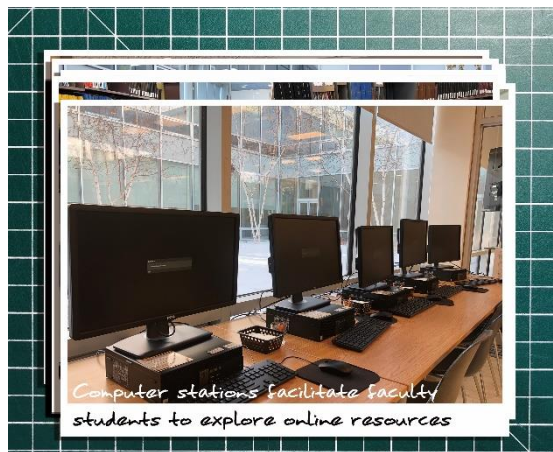 Computer stations facilitate faculty
students to explore online resources